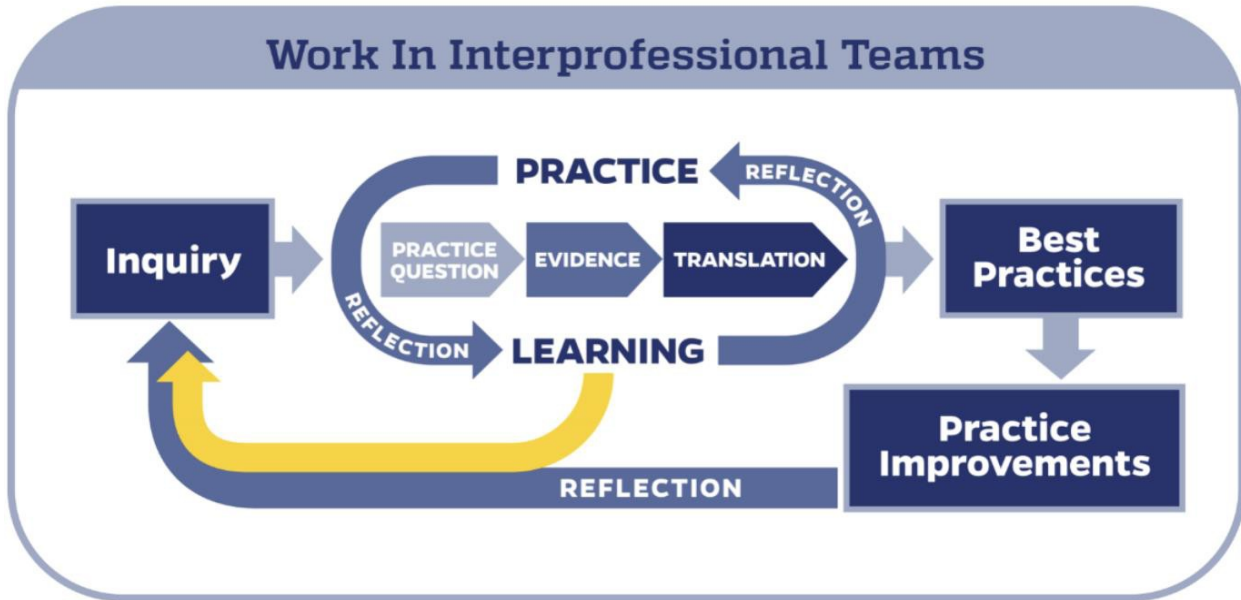 Work In Interprofessional Teams
PRACTICE
REFLECTION
Inquiry
PRACTICE
QUESTION
EVIDENCE
TRANSLATION
Best
Practices
REFLECTION
LEARNING
Practice
Improvements
REFLECTION